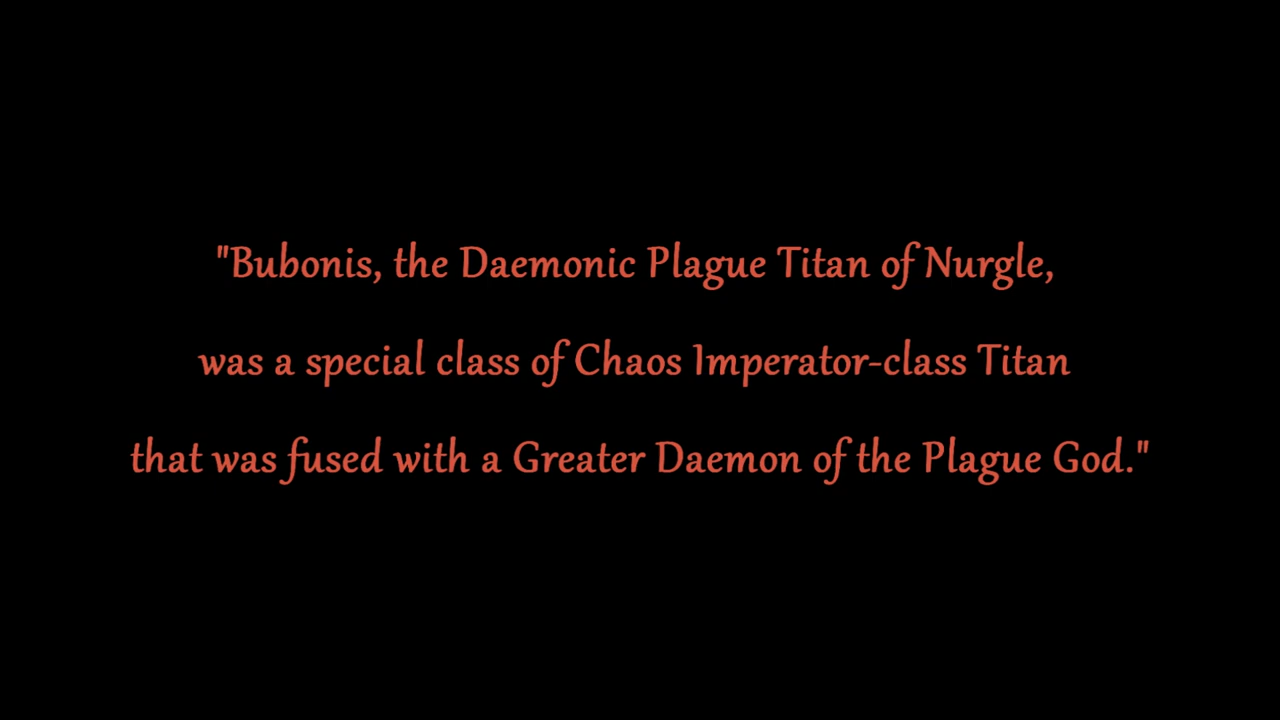 "Bubonis, the Daemonic Plague Titan of Nurgle,
was a special class of Chaos Imperator-class Titan
that was fused with a Greater Daemon of the Plague God."